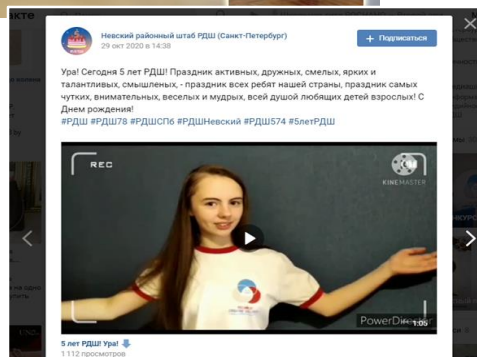 Невский районный штаб РДШ (Санкт-Петербург)
29 окт 2020 в 14:38
+ Подписаться
Ура! Сегодня 5 лет РДШ! Праздник активных, дружных, смелых, ярких и
талантливых, смышленых, - праздник всех ребят нашей страны, праздник самых
чутких, внимательных, веселых и мудрых, всей душой любящих детей взрослых! С
Днем рождения!
#РДШ #РДШ78 #РДШСПб #РДШНевский #РДШ574 #5летРДШ
REC
KINEMASTER
PowerDirector
1:05
5 лет РДШ! Ура!
1 112 просмотров